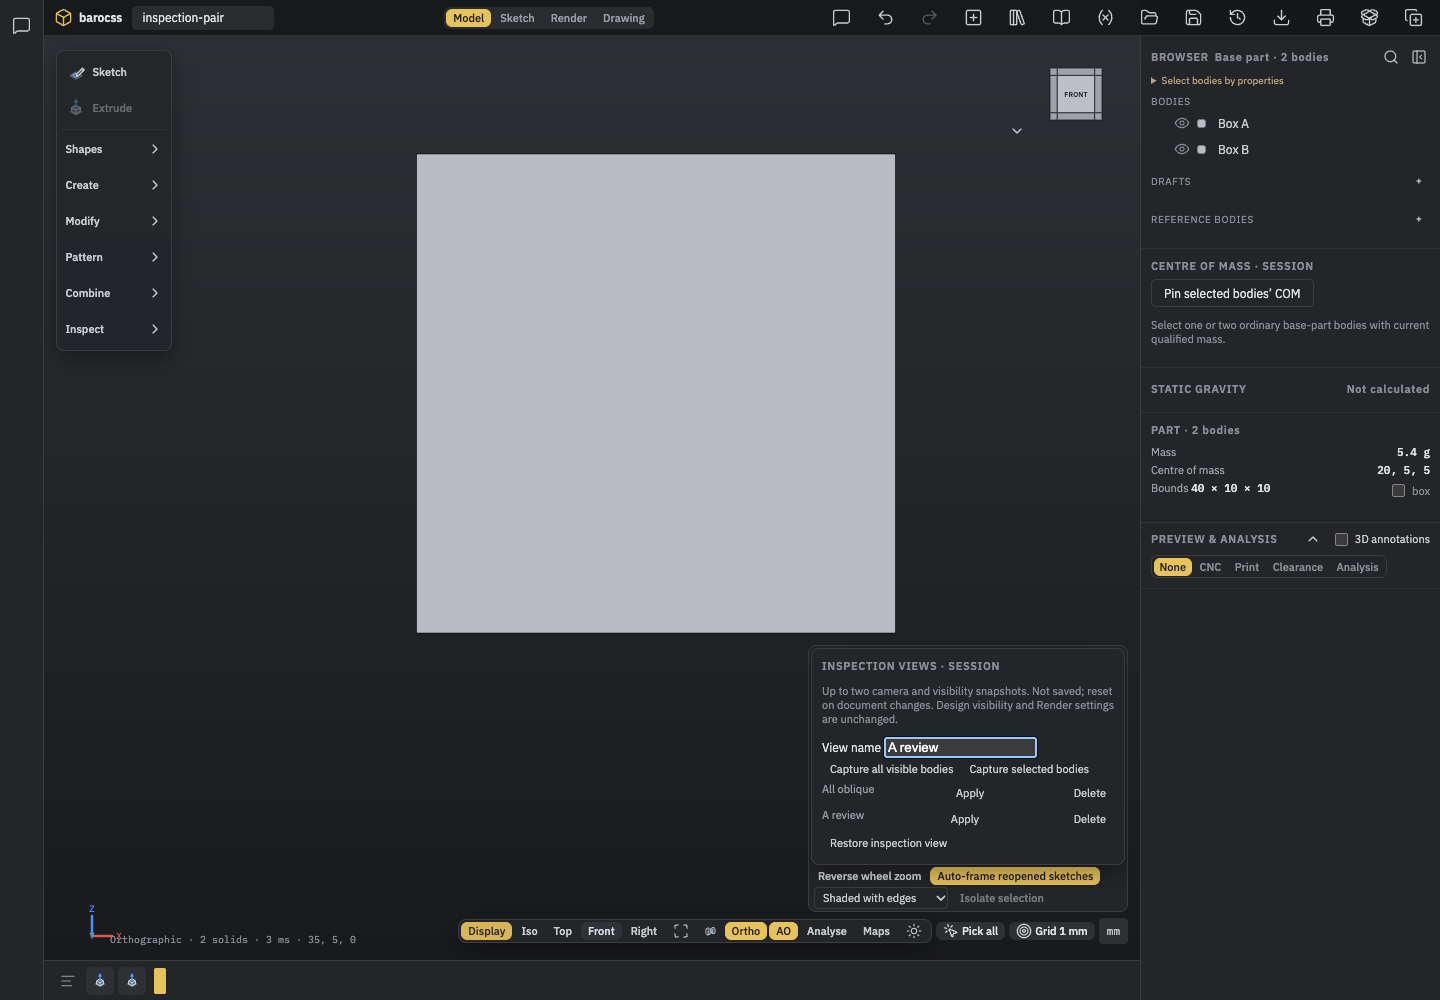 barocss
inspection-pair
Model Sketch Render Drawing
Sketch
Extrude
Shapes
Create
Modify
Pattern
Combine
Inspect
FRONT
BROWSER Base part · 2 bodies
Select bodies by properties
BODIES
Box A
Box B
DRAFTS +
REFERENCE BODIES +
CENTRE OF MASS · SESSION
Pin selected bodies’ COM
Select one or two ordinary base-part bodies with current
qualified mass.
STATIC GRAVITY Not calculated
PART · 2 bodies
Mass 5.4 g
Centre of mass 20, 5, 5
Bounds 40 × 10 × 10 box
PREVIEW & ANALYSIS 3D annotations
None CNC Print Clearance Analysis
INSPECTION VIEWS · SESSION
Up to two camera and visibility snapshots. Not saved; reset
on document changes. Design visibility and Render settings
are unchanged.
View name A review
Capture all visible bodies Capture selected bodies
All oblique Apply Delete
A review Apply Delete
Restore inspection view
Reverse wheel zoom Auto-frame reopened sketches
Shaded with edges Isolate selection
Z
X
Orthographic · 2 solids · 3 ms · 35, 5, 0
Display Iso Top Front Right Ortho AO Analyse Maps Pick all Grid 1 mm mm